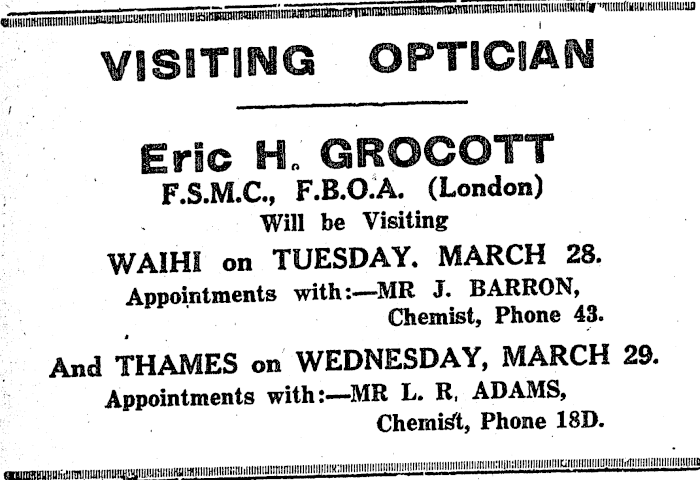 VISITING OPTICIAN
Eric H. GROCOTT
F.S.M.C., F.B.O.A. (London)
Will be Visiting
WAIHI on TUESDAY. MARCH 28.
Appointments with:—MR J. BARRON,
Chemist, Phone 43.
And THAMES on WEDNESDAY, MARCH 29.
Appointments with:—MR L. R. ADAMS,
Chemist, Phone 18D.